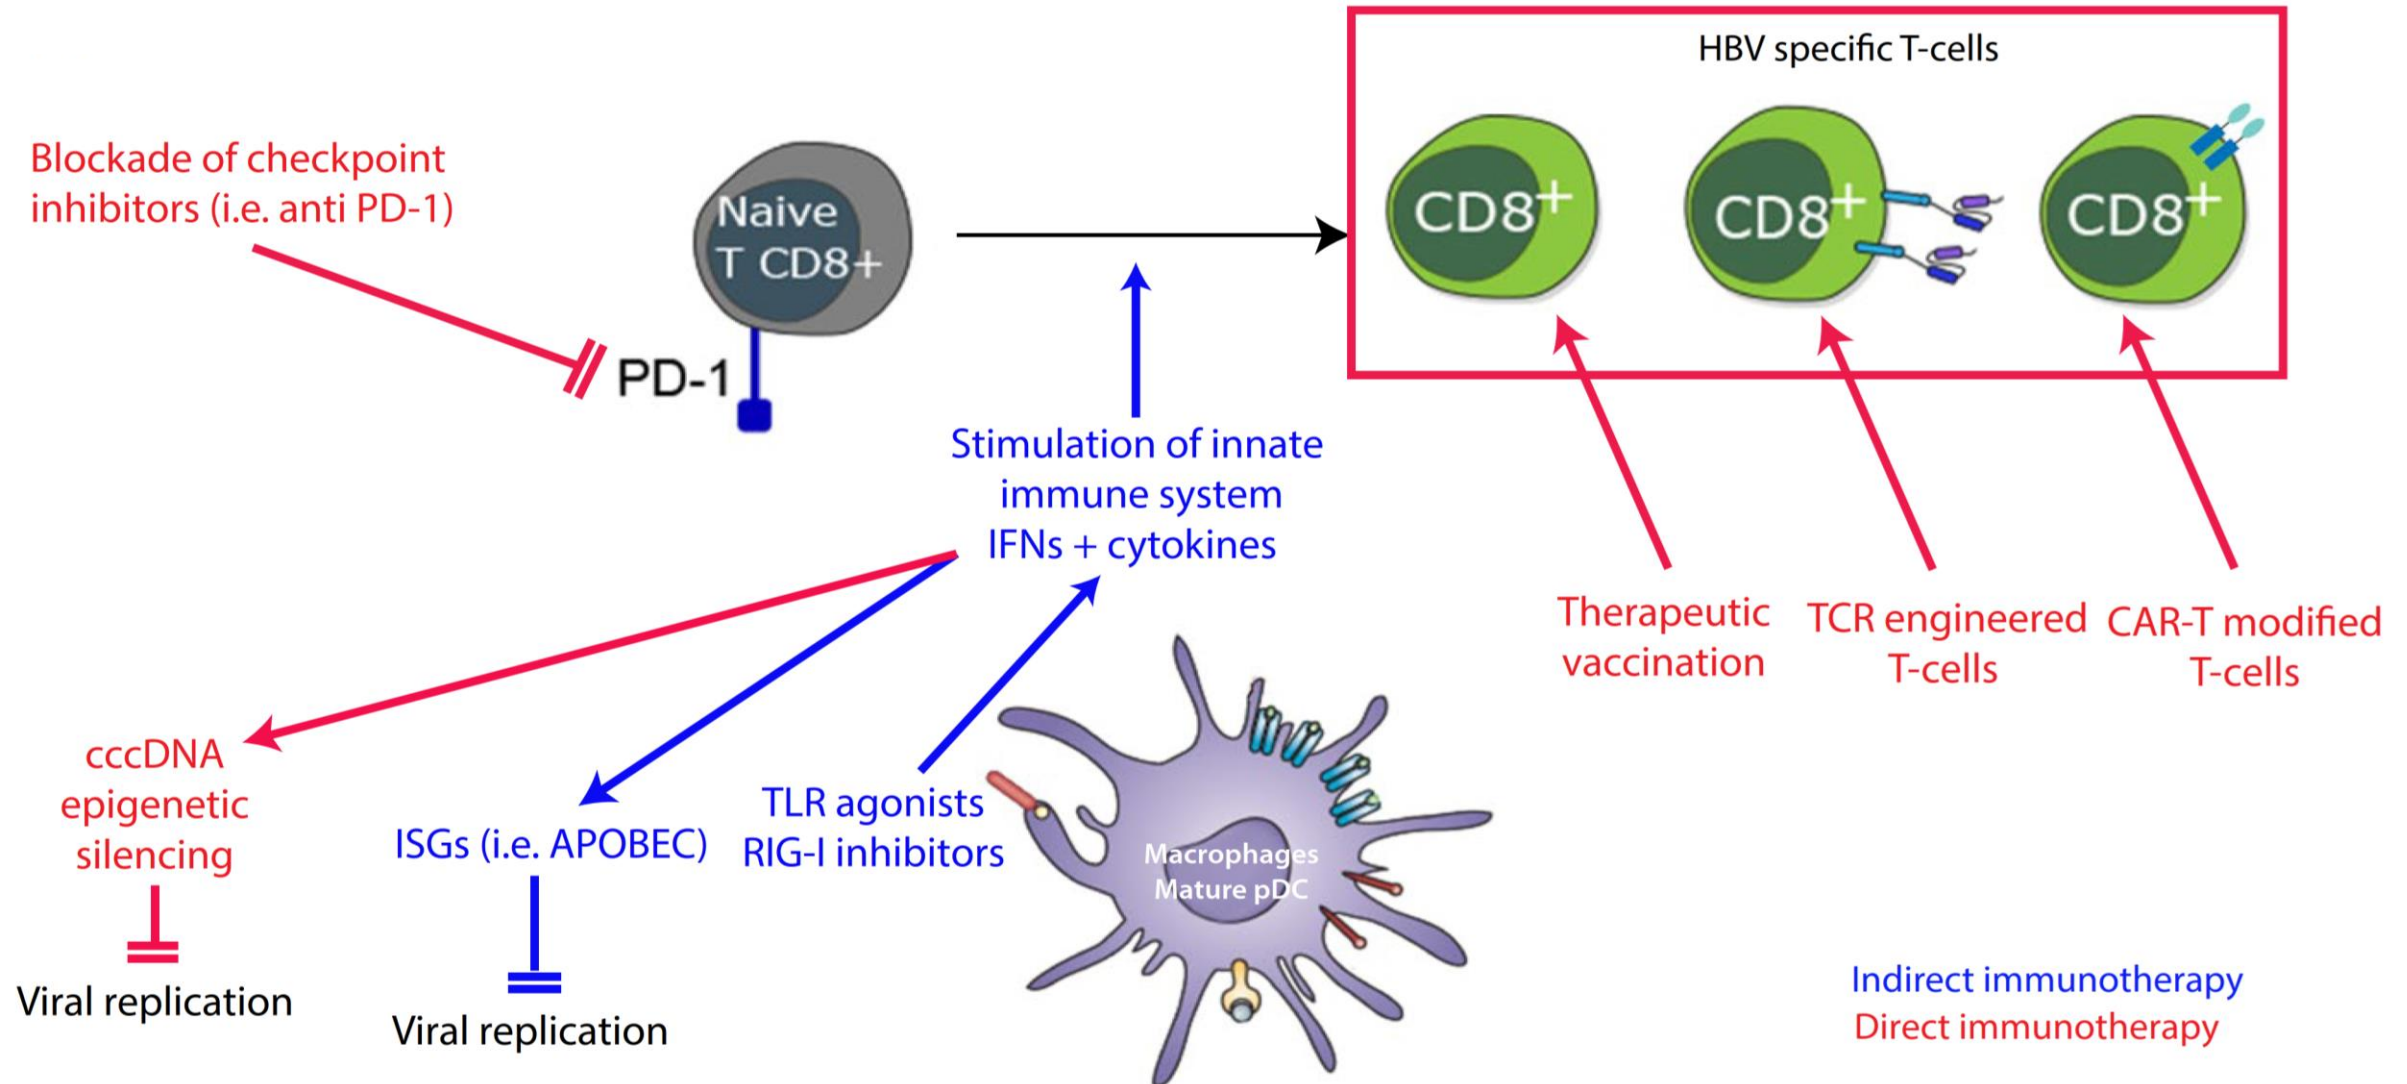 HBV specific T-cells
Blockade of checkpoint
inhibitors (i.e. anti PD-1)
Naive
T CD8+
CD8+
CD8+
CD8+
PD-1
Stimulation of innate
immune system
IFNs + cytokines
Therapeutic
vaccination
TCR engineered
T-cells
CAR-T modified
T-cells
cccDNA
epigenetic
silencing
ISGs (i.e. APOBEC)
TLR agonists
RIG-I inhibitors
Macrophages
Mature pDC
Viral replication
Viral replication
Indirect immunotherapy
Direct immunotherapy